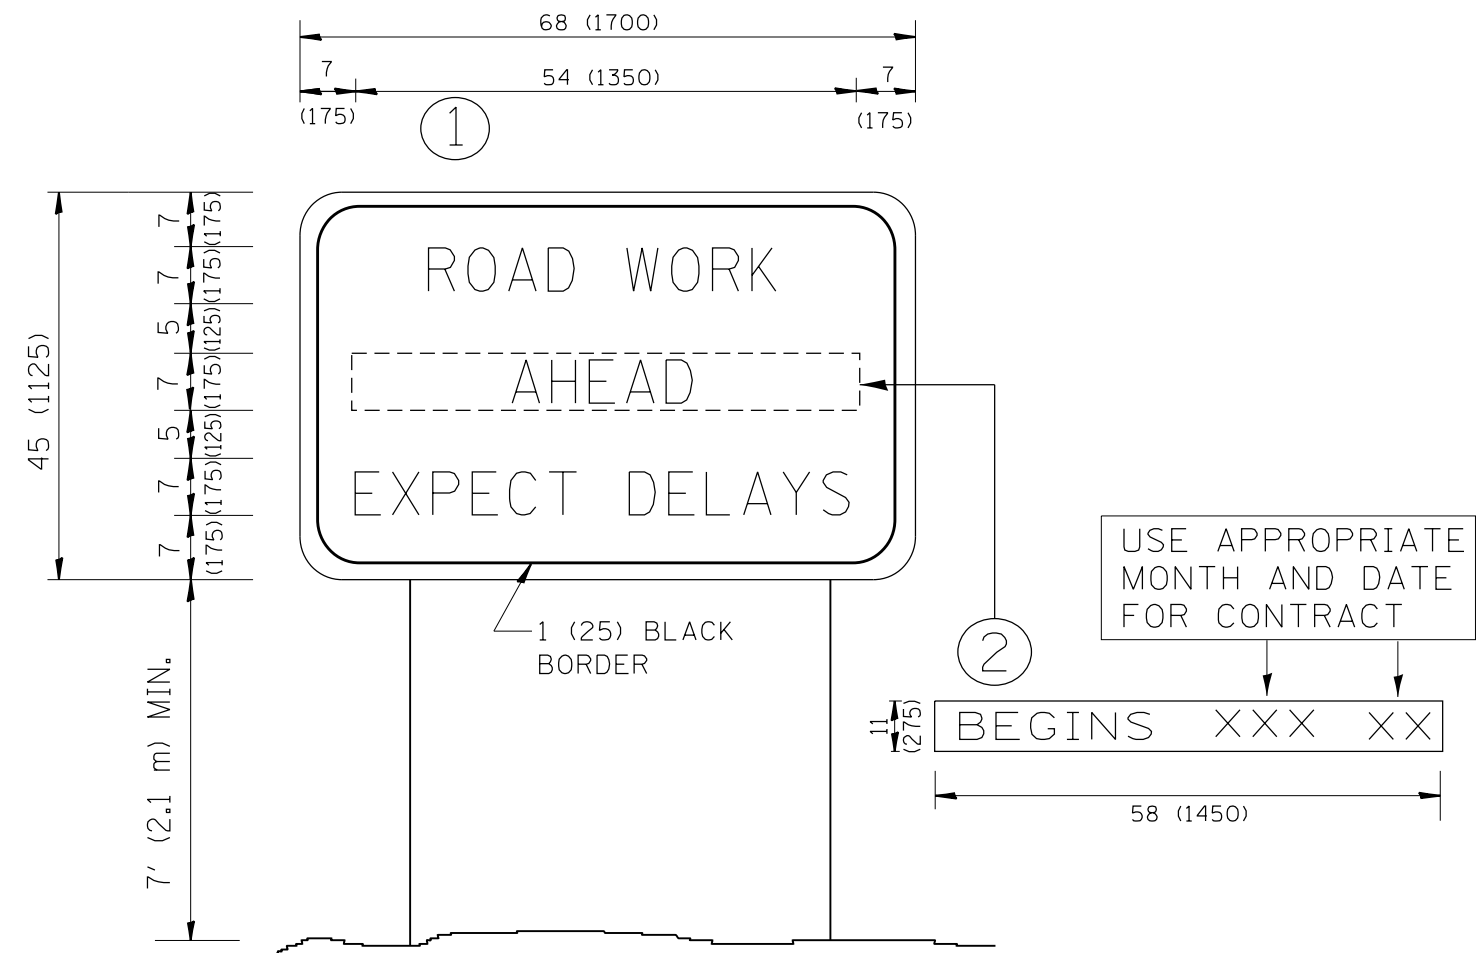 68 (1700)
7
54 (1350)
7
(175)
(175)
1
45 (1125)
7
(175)
7
(175)
5
(125)
7
(175)
5
(125)
7
(175)
7
(175)
ROAD WORK
AHEAD
EXPECT DELAYS
1 (25) BLACK
BORDER
7' (2.1 m) MIN.
2
USE APPROPRIATE
MONTH AND DATE
FOR CONTRACT
11
(275)
BEGINS XXX XX
58 (1450)